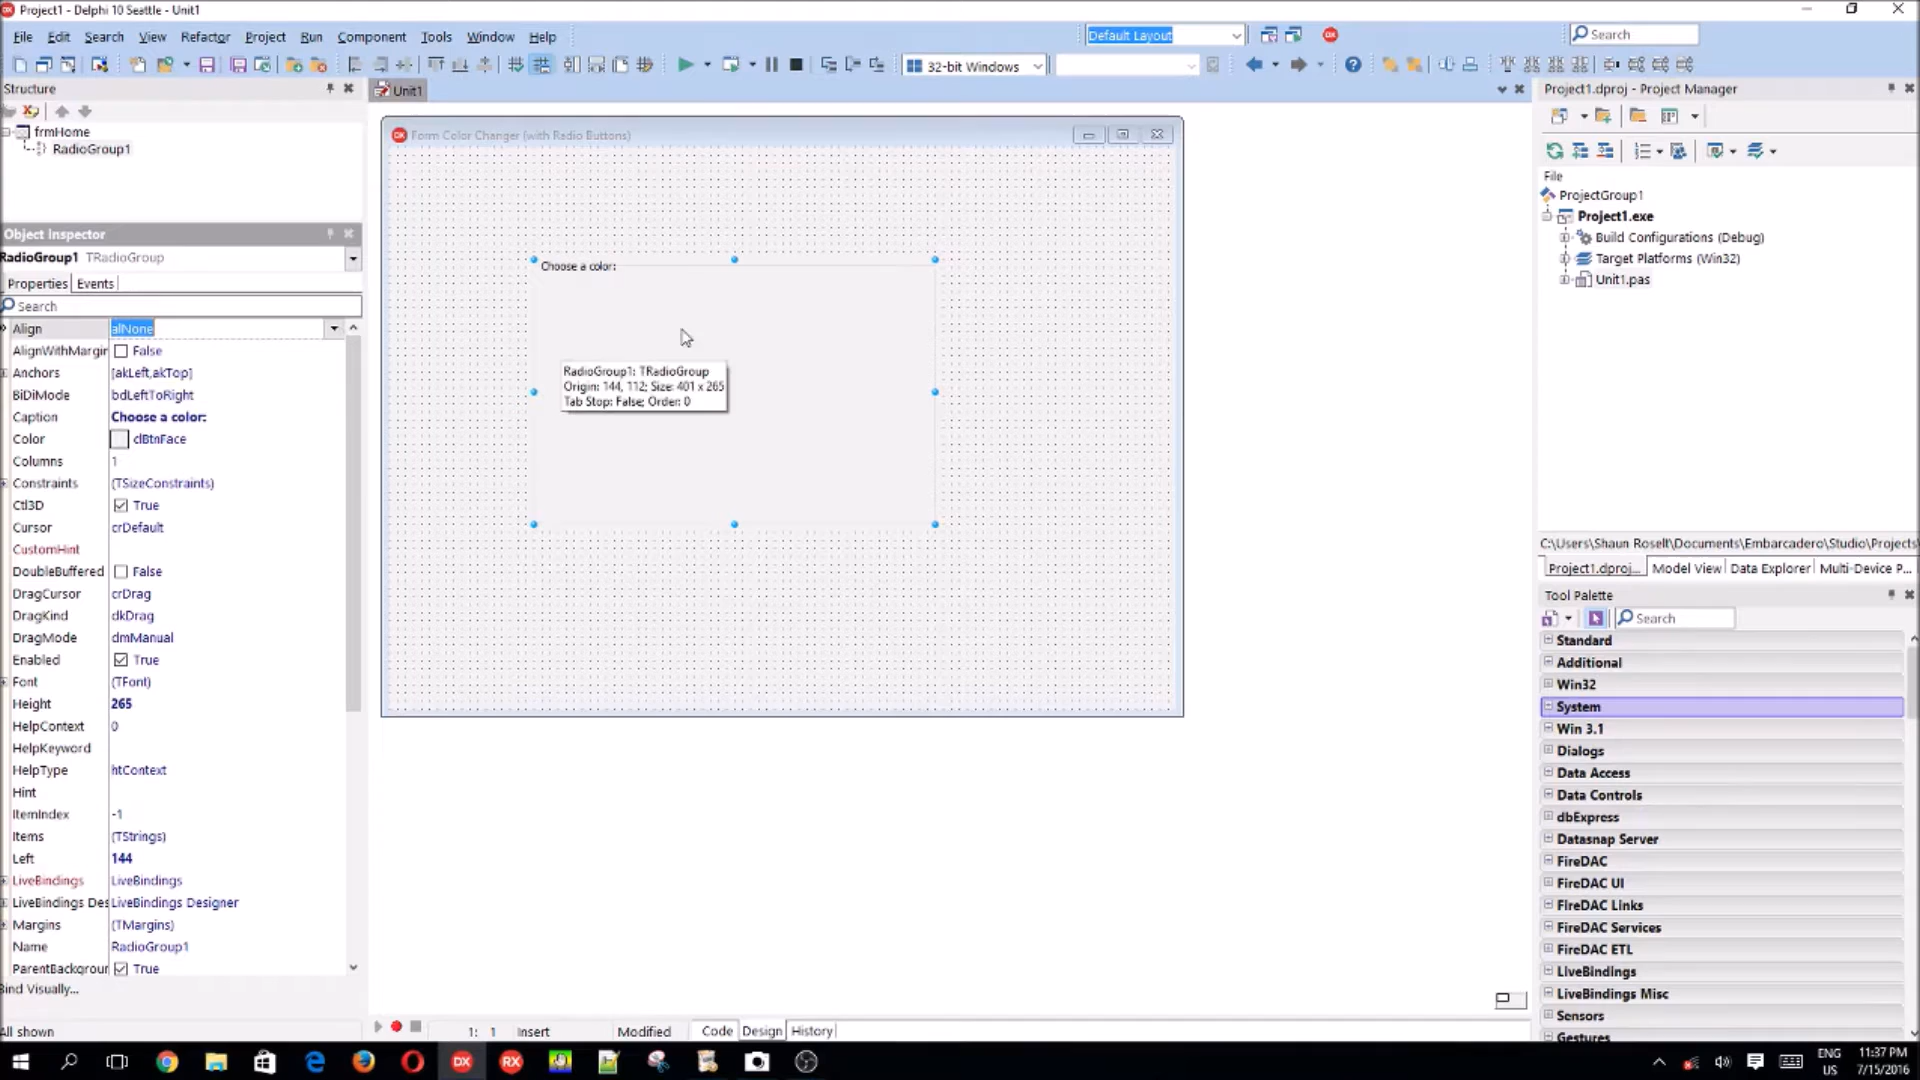 Project1 - Delphi 10 Seattle - Unit1
File Edit Search View Refactor Project Run Component Tools Window Help
Default Layout
Search
32-bit Windows
Structure
frmHome
RadioGroup1
Object Inspector
RadioGroup1 TRadioGroup
Properties Events
Search
Align alNone
AlignWithMargin False
Anchors [akLeft,akTop]
BiDiMode bdLeftToRight
Caption Choose a color:
Color clBtnFace
Columns 1
Constraints (TSizeConstraints)
Ctl3D True
Cursor crDefault
CustomHint
DoubleBuffered False
DragCursor crDrag
DragKind dkDrag
DragMode dmManual
Enabled True
Font (TFont)
Height 265
HelpContext 0
HelpKeyword
HelpType htContext
Hint
ItemIndex -1
Items (TStrings)
Left 144
LiveBindings LiveBindings
LiveBindings Des LiveBindings Designer
Margins (TMargins)
Name RadioGroup1
ParentBackgroun True
Bind Visually...
All shown
Unit1
Form Color Changer (with Radio Buttons)
Choose a color:
RadioGroup1: TRadioGroup
Origin: 144, 112; Size: 401 x 265
Tab Stop: False; Order: 0
1: 1 Insert Modified Code Design History
Project1.dproj - Project Manager
File
ProjectGroup1
Project1.exe
Build Configurations (Debug)
Target Platforms (Win32)
Unit1.pas
C:\Users\Shaun Roselt\Documents\Embarcadero\Studio\Projects\
Project1.dproj... Model View Data Explorer Multi-Device P...
Tool Palette
Search
Standard
Additional
Win32
System
Win 3.1
Dialogs
Data Access
Data Controls
dbExpress
Datasnap Server
FireDAC
FireDAC UI
FireDAC Links
FireDAC Services
FireDAC ETL
LiveBindings
LiveBindings Misc
Sensors
Gestures
DX
RX
ENG
US
11:37 PM
7/15/2016